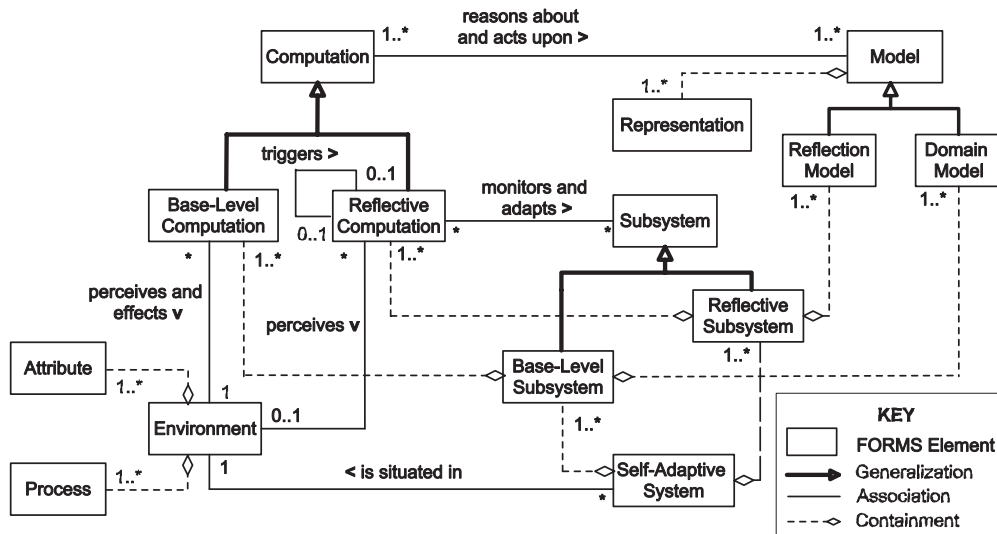 reasons about
and acts upon >
1..*
1..*
Computation
Model
1..*
Representation
triggers >
0..1
Reflection
Model
Domain
Model
monitors and
adapts >
Base-Level
Computation
Reflective
Computation
Subsystem
0..1
*
1..*
*
1..*
*
*
1..*
1..*
perceives and
effects v
perceives v
Reflective
Subsystem
Attribute
1..*
Base-Level
Subsystem
1..*
1
0..1
1..*
Environment
KEY
FORMS Element
Process
1..*
1
< is situated in
*
Self-Adaptive
System
Generalization
Association
Containment